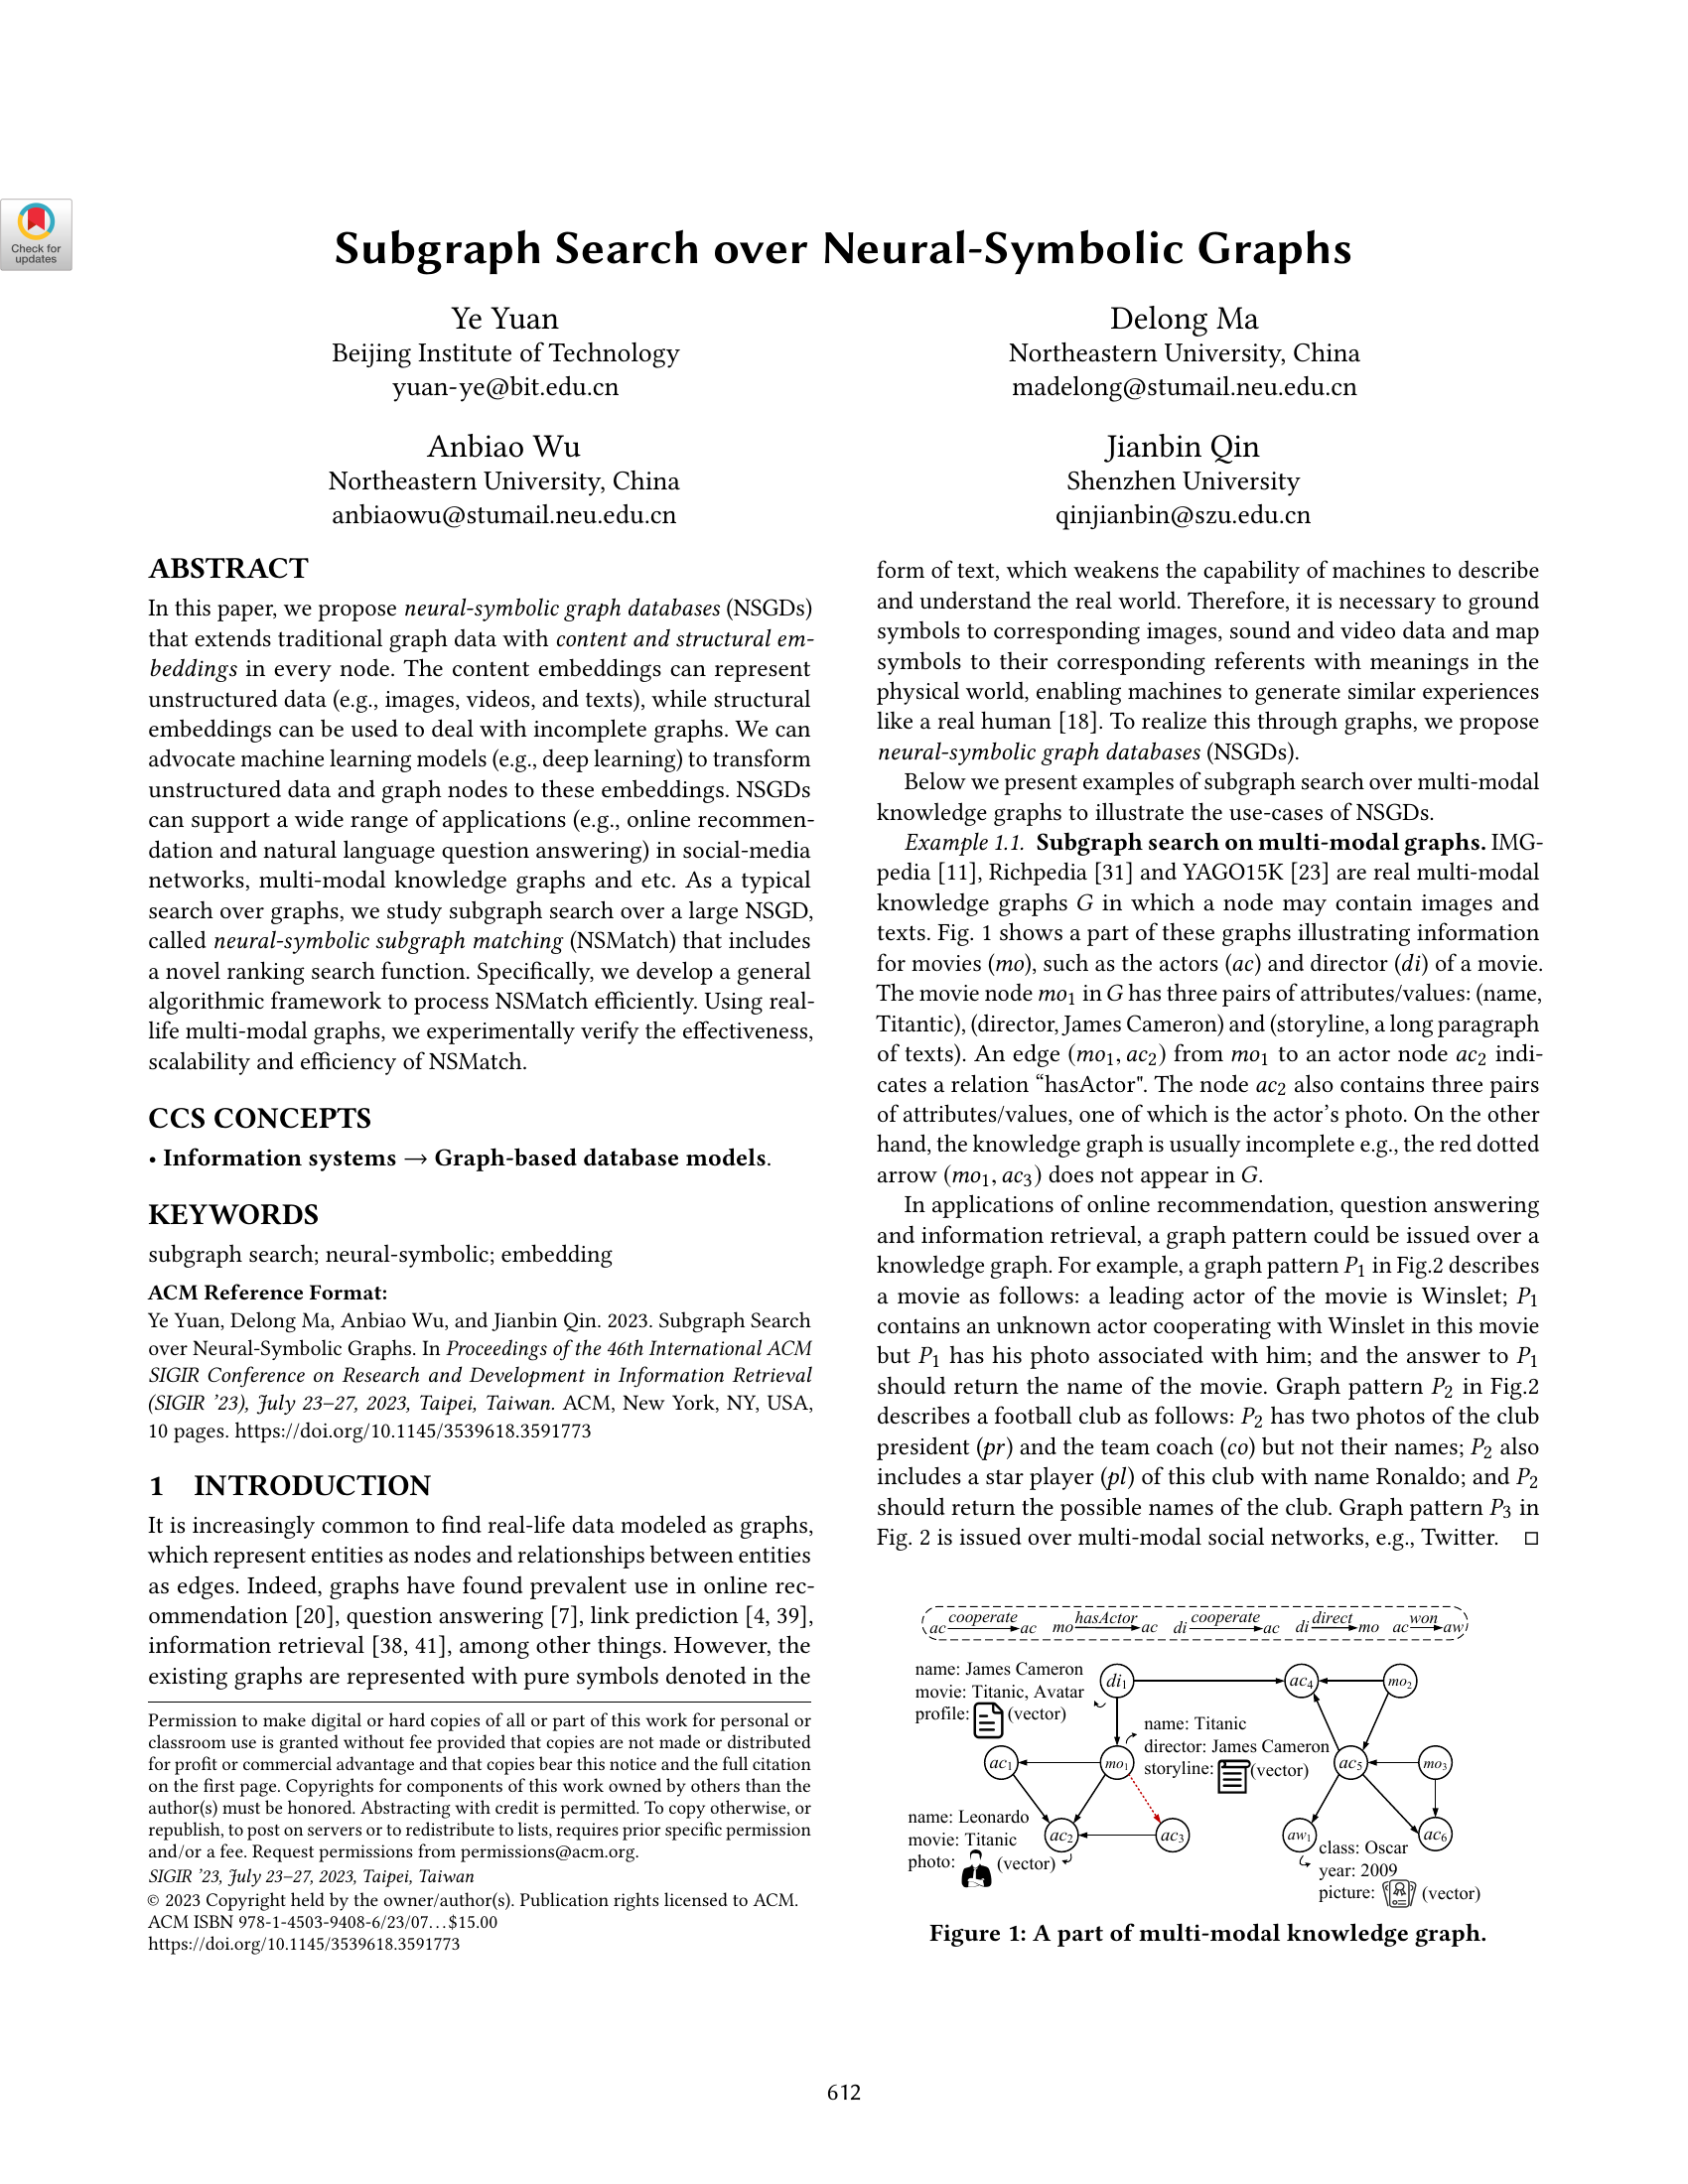 Check for
updates
Subgraph Search over Neural-Symbolic Graphs
Ye Yuan
Beijing Institute of Technology
yuan-ye@bit.edu.cn
Delong Ma
Northeastern University, China
madelong@stumail.neu.edu.cn
Anbiao Wu
Northeastern University, China
anbiaowu@stumail.neu.edu.cn
Jianbin Qin
Shenzhen University
qinjianbin@szu.edu.cn
ABSTRACT
In this paper, we propose neural-symbolic graph databases (NSGDs)
that extends traditional graph data with content and structural em-
beddings in every node. The content embeddings can represent
unstructured data (e.g., images, videos, and texts), while structural
embeddings can be used to deal with incomplete graphs. We can
advocate machine learning models (e.g., deep learning) to transform
unstructured data and graph nodes to these embeddings. NSGDs
can support a wide range of applications (e.g., online recommen-
dation and natural language question answering) in social-media
networks, multi-modal knowledge graphs and etc. As a typical
search over graphs, we study subgraph search over a large NSGD,
called neural-symbolic subgraph matching (NSMatch) that includes
a novel ranking search function. Specifically, we develop a general
algorithmic framework to process NSMatch efficiently. Using real-
life multi-modal graphs, we experimentally verify the effectiveness,
scalability and efficiency of NSMatch.
CCS CONCEPTS
• Information systems → Graph-based database models.
KEYWORDS
subgraph search; neural-symbolic; embedding
ACM Reference Format:
Ye Yuan, Delong Ma, Anbiao Wu, and Jianbin Qin. 2023. Subgraph Search
over Neural-Symbolic Graphs. In Proceedings of the 46th International ACM
SIGIR Conference on Research and Development in Information Retrieval
(SIGIR ’23), July 23–27, 2023, Taipei, Taiwan. ACM, New York, NY, USA,
10 pages. https://doi.org/10.1145/3539618.3591773
1 INTRODUCTION
It is increasingly common to find real-life data modeled as graphs,
which represent entities as nodes and relationships between entities
as edges. Indeed, graphs have found prevalent use in online rec-
ommendation [20], question answering [7], link prediction [4, 39],
information retrieval [38, 41], among other things. However, the
existing graphs are represented with pure symbols denoted in the
Permission to make digital or hard copies of all or part of this work for personal or
classroom use is granted without fee provided that copies are not made or distributed
for profit or commercial advantage and that copies bear this notice and the full citation
on the first page. Copyrights for components of this work owned by others than the
author(s) must be honored. Abstracting with credit is permitted. To copy otherwise, or
republish, to post on servers or to redistribute to lists, requires prior specific permission
and/or a fee. Request permissions from permissions@acm.org.
SIGIR ’23, July 23–27, 2023, Taipei, Taiwan
© 2023 Copyright held by the owner/author(s). Publication rights licensed to ACM.
ACM ISBN 978-1-4503-9408-6/23/07...$15.00
https://doi.org/10.1145/3539618.3591773
form of text, which weakens the capability of machines to describe
and understand the real world. Therefore, it is necessary to ground
symbols to corresponding images, sound and video data and map
symbols to their corresponding referents with meanings in the
physical world, enabling machines to generate similar experiences
like a real human [18]. To realize this through graphs, we propose
neural-symbolic graph databases (NSGDs).
Below we present examples of subgraph search over multi-modal
knowledge graphs to illustrate the use-cases of NSGDs.
Example 1.1. Subgraph search on multi-modal graphs. IMG-
pedia [11], Richpedia [31] and YAGO15K [23] are real multi-modal
knowledge graphs G in which a node may contain images and
texts. Fig. 1 shows a part of these graphs illustrating information
for movies (mo), such as the actors (ac) and director (di) of a movie.
The movie node mo1 in G has three pairs of attributes/values: (name,
Titantic), (director, James Cameron) and (storyline, a long paragraph
of texts). An edge (mo1, ac2) from mo1 to an actor node ac2 indi-
cates a relation “hasActor". The node ac2 also contains three pairs
of attributes/values, one of which is the actor’s photo. On the other
hand, the knowledge graph is usually incomplete e.g., the red dotted
arrow (mo1, ac3) does not appear in G.
In applications of online recommendation, question answering
and information retrieval, a graph pattern could be issued over a
knowledge graph. For example, a graph pattern P1 in Fig.2 describes
a movie as follows: a leading actor of the movie is Winslet; P1
contains an unknown actor cooperating with Winslet in this movie
but P1 has his photo associated with him; and the answer to P1
should return the name of the movie. Graph pattern P2 in Fig.2
describes a football club as follows: P2 has two photos of the club
president (pr) and the team coach (co) but not their names; P2 also
includes a star player (pl) of this club with name Ronaldo; and P2
should return the possible names of the club. Graph pattern P3 in
Fig. 2 is issued over multi-modal social networks, e.g., Twitter. □
ac cooperate ac mo hasActor ac di cooperate ac di direct mo ac won aw
name: James Cameron
movie: Titanic, Avatar
profile: (vector)
di1
ac4
mo2
name: Titanic
director: James Cameron
storyline: (vector)
ac1
mo1
ac5
mo3
name: Leonardo
movie: Titanic
photo: (vector)
ac2
ac3
aw1
ac6
class: Oscar
year: 2009
picture: (vector)
Figure 1: A part of multi-modal knowledge graph.
612